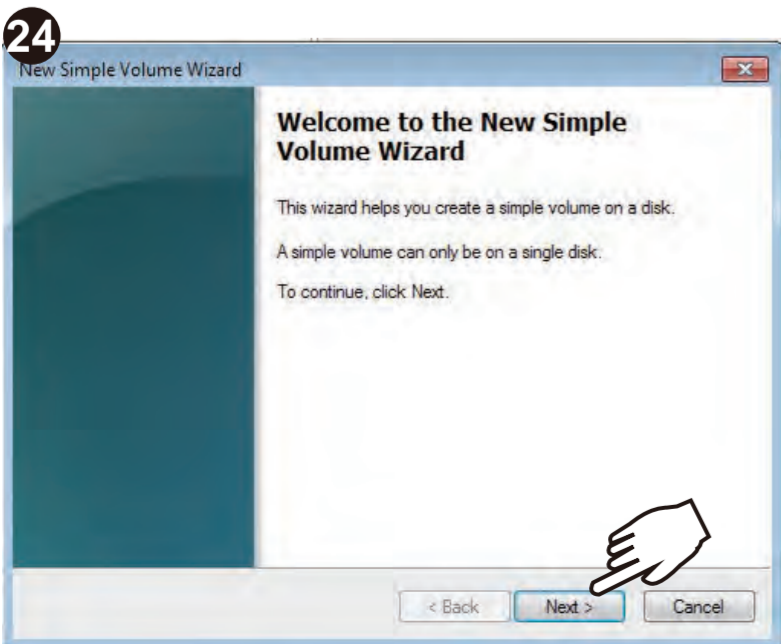 24
New Simple Volume Wizard
Welcome to the New Simple
Volume Wizard
This wizard helps you create a simple volume on a disk.
A simple volume can only be on a single disk.
To continue, click Next.
< Back Next > Cancel